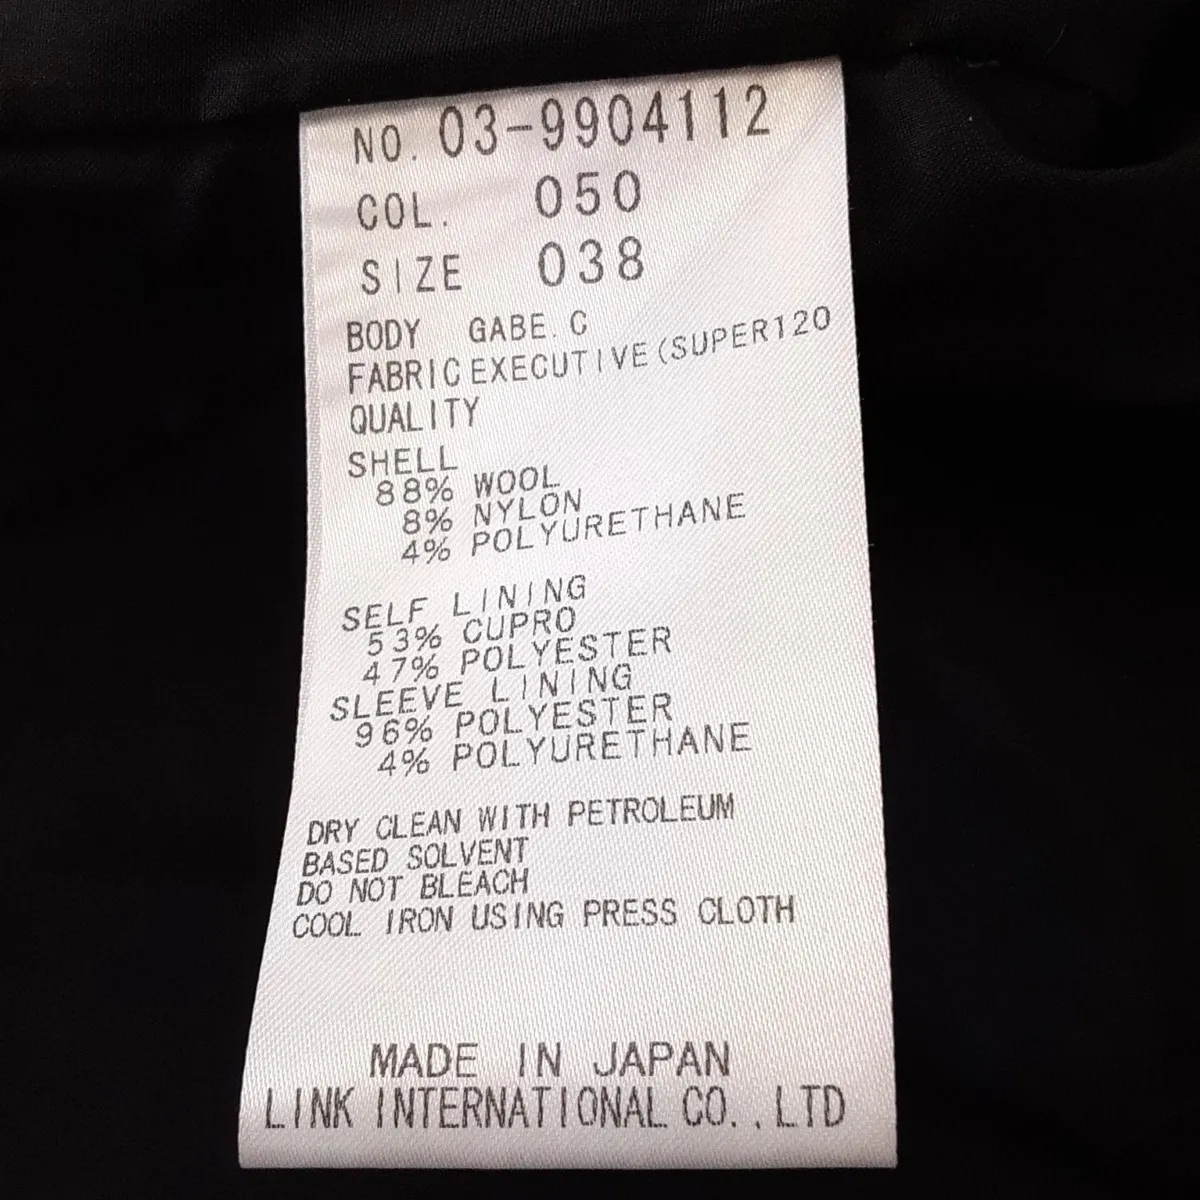 NO. 03-9904112
COL. 050
SIZE 038
BODY GABE. C
FABRIC EXECUTIVE (SUPER120
QUALITY
SHELL
88% WOOL
8% NYLON
4% POLYURETHANE
SELF LINING
53% CUPRO
47% POLYESTER
SLEEVE LINING
96% POLYESTER
4% POLYURETHANE
DRY CLEAN WITH PETROLEUM
BASED SOLVENT
DO NOT BLEACH
COOL IRON USING PRESS CLOTH
MADE IN JAPAN
LINK INTERNATIONAL CO., LTD